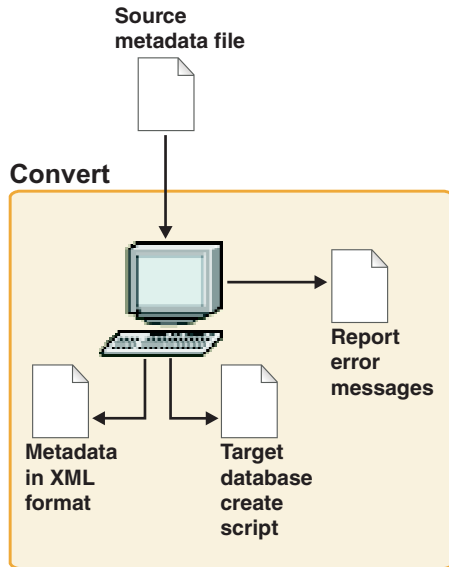 Source
metadata file
Convert
Report
error
messages
Metadata
in XML
format
Target
database
create
script